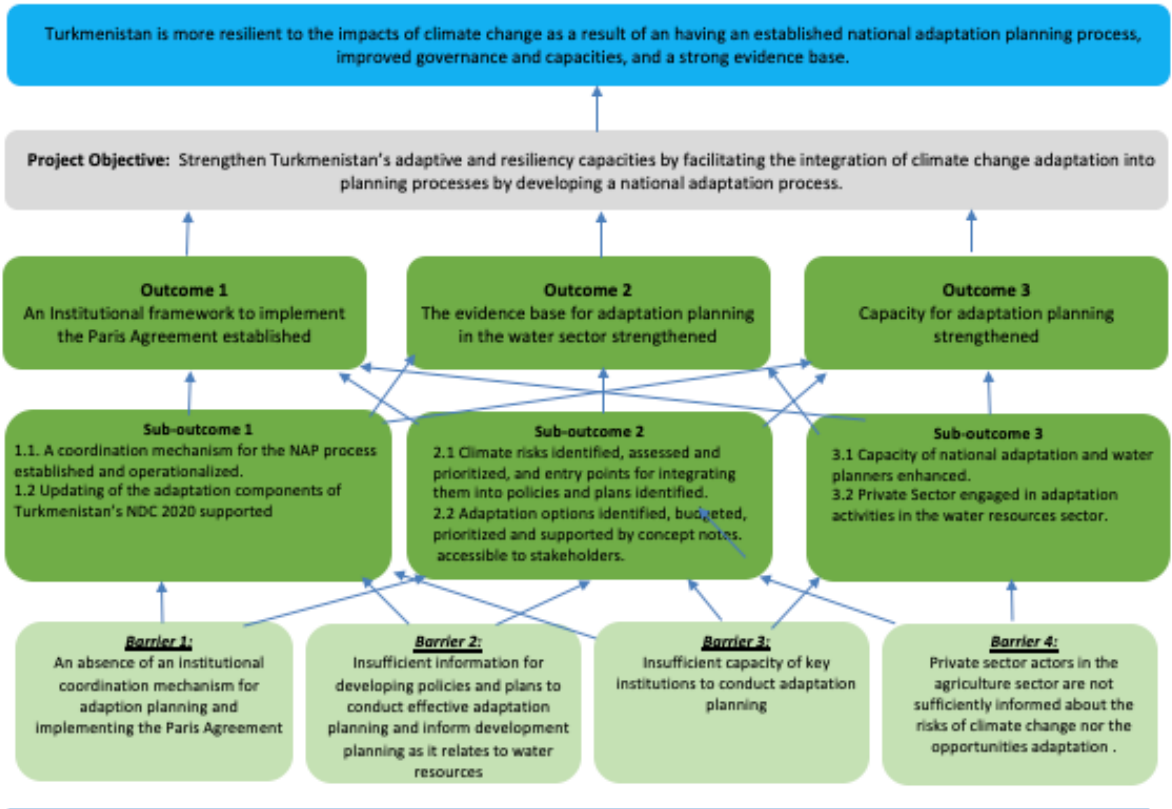 Turkmenistan is more resilient to the impacts of climate change as a result of an having an established national adaptation planning process,
improved governance and capacities, and a strong evidence base.
Project Objective: Strengthen Turkmenistan's adaptive and resiliency capacities by facilitating the integration of climate change adaptation into
planning processes by developing a national adaptation process.
Outcome 1
An Institutional framework to implement
the Paris Agreement established
Outcome 2
The evidence base for adaptation planning
in the water sector strengthened
Outcome 3
Capacity for adaptation planning
strengthened
Sub-outcome 1
1.1. A coordination mechanism for the NAP process
established and operationalized.
1.2 Updating of the adaptation components of
Turkmenistan's NDC 2020 supported
Sub-outcome 2
2.1 Climate risks identified, assessed and
prioritized, and entry points for integrating
them into policies and plans identified.
2.2 Adaptation options identified, budgeted,
prioritized and supported by concept notes.
accessible to stakeholders.
Sub-outcome 3
3.1 Capacity of national adaptation and water
planners enhanced.
3.2 Private Sector engaged in adaptation
activities in the water resources sector.
Barrier 1:
An absence of an institutional
coordination mechanism for
adaption planning and
implementing the Paris Agreement
Barrier 2:
Insufficient information for
developing policies and plans to
conduct effective adaptation
planning and inform development
planning as it relates to water
resources
Barrier 3:
Insufficient capacity of key
institutions to conduct adaptation
planning
Barrier 4:
Private sector actors in the
agriculture sector are not
sufficiently informed about the
risks of climate change nor the
opportunities adaptation .